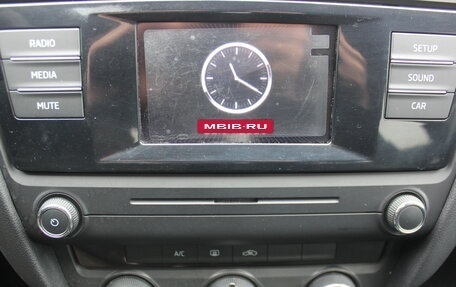 RADIO
MEDIA
MUTE
SETUP
SOUND
CAR
MBIB-RU
A/C